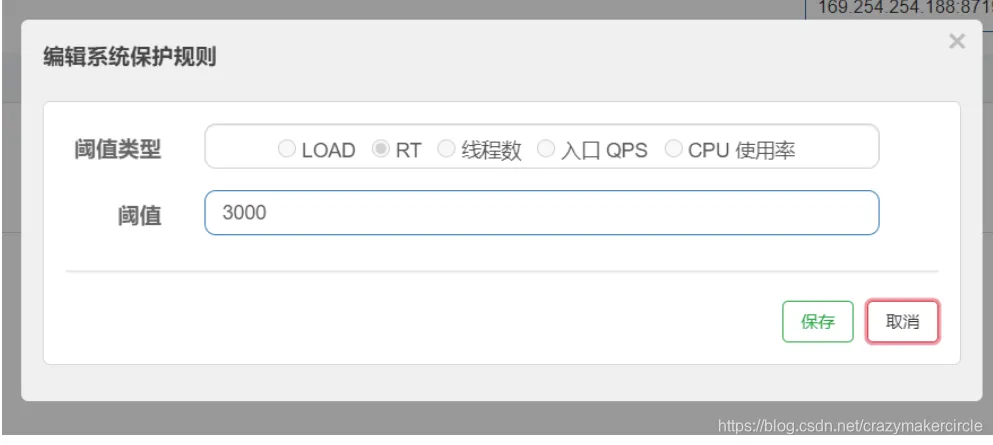 169.254.254.188:8719
编辑系统保护规则
×
阈值类型 LOAD RT 线程数 入口 QPS CPU 使用率
阈值 3000
保存 取消
https://blog.csdn.net/crazymakercircle